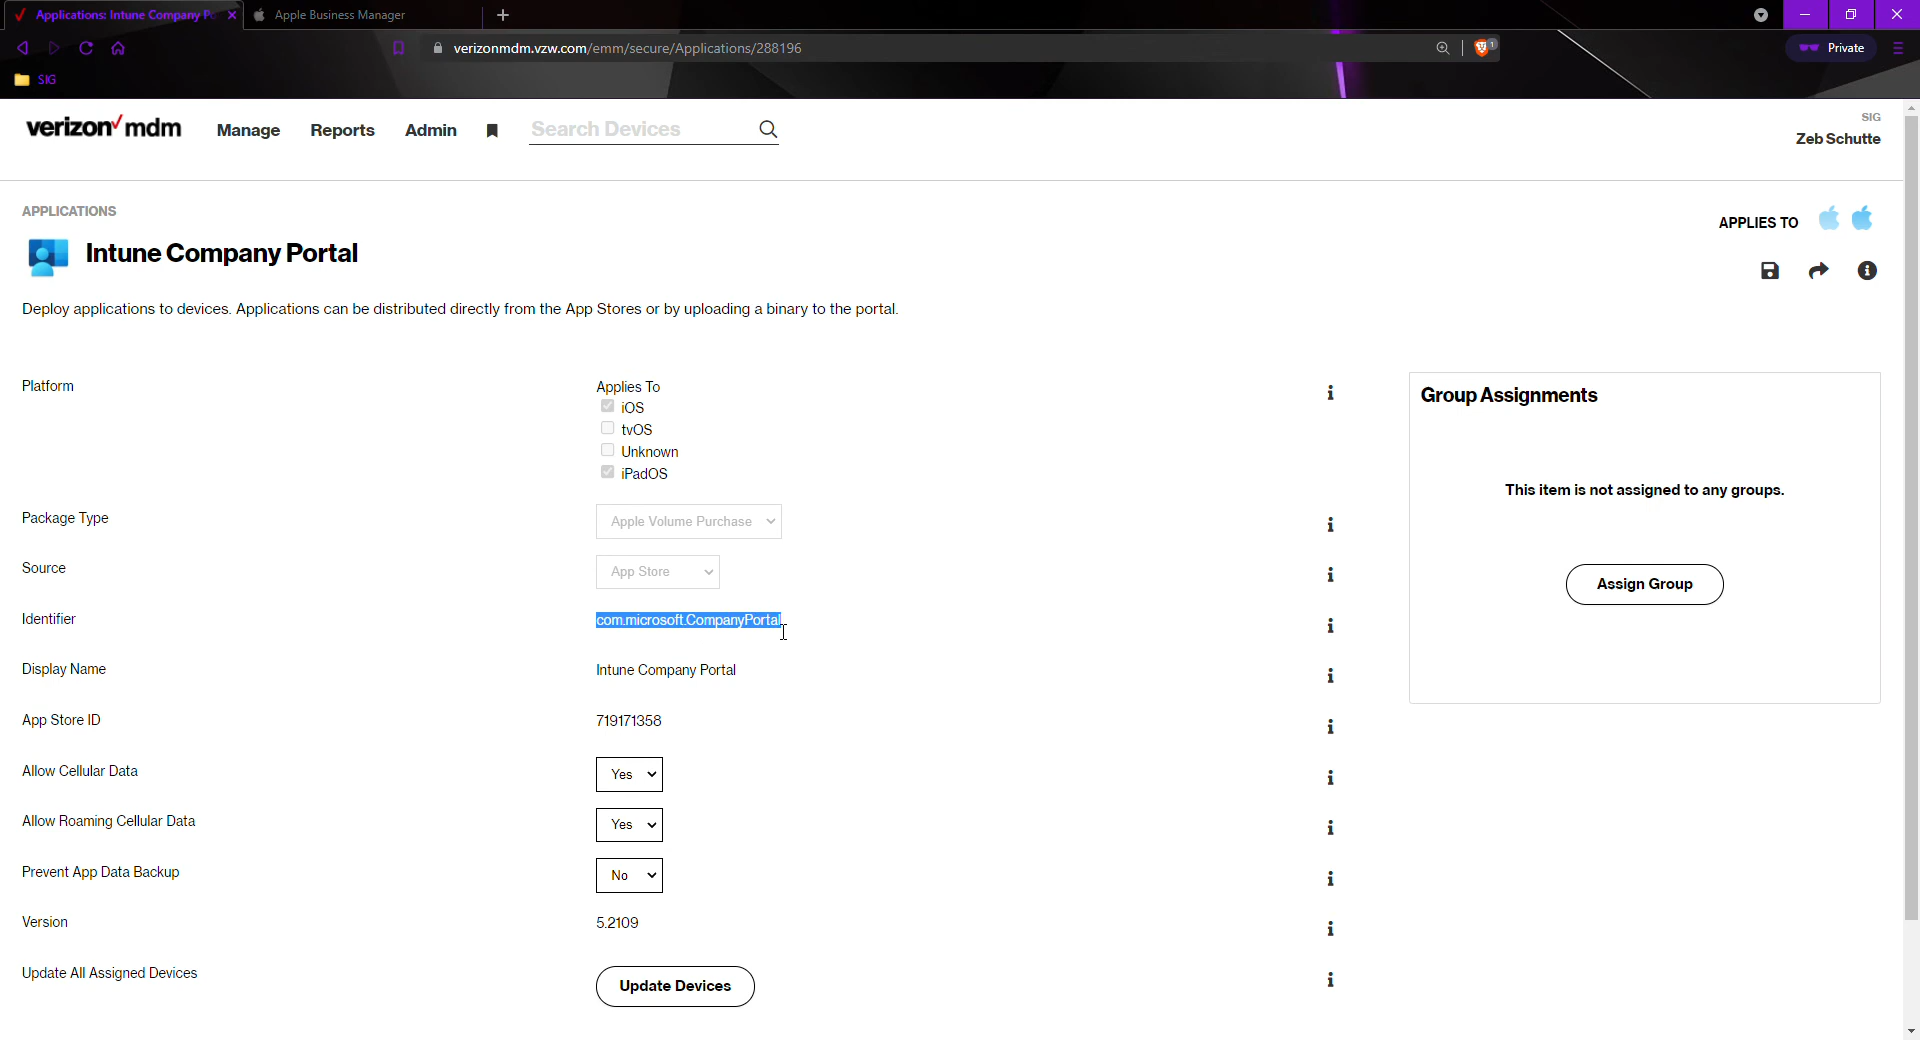 Applications: Intune Company Po
Apple Business Manager
verizonmdm.vzw.com/emm/secure/Applications/288196
1
Private
SIG
verizon mdm
Manage
Reports
Admin
Search Devices
SIG
Zeb Schutte
APPLICATIONS
Intune Company Portal
APPLIES TO
Deploy applications to devices. Applications can be distributed directly from the App Stores or by uploading a binary to the portal.
Platform
Applies To
iOS
tvOS
Unknown
iPadOS
Group Assignments
This item is not assigned to any groups.
Assign Group
Package Type
Apple Volume Purchase
Source
App Store
Identifier
com.microsoft.CompanyPortal
Display Name
Intune Company Portal
App Store ID
719171358
Allow Cellular Data
Yes
Allow Roaming Cellular Data
Yes
Prevent App Data Backup
No
Version
5.2109
Update All Assigned Devices
Update Devices